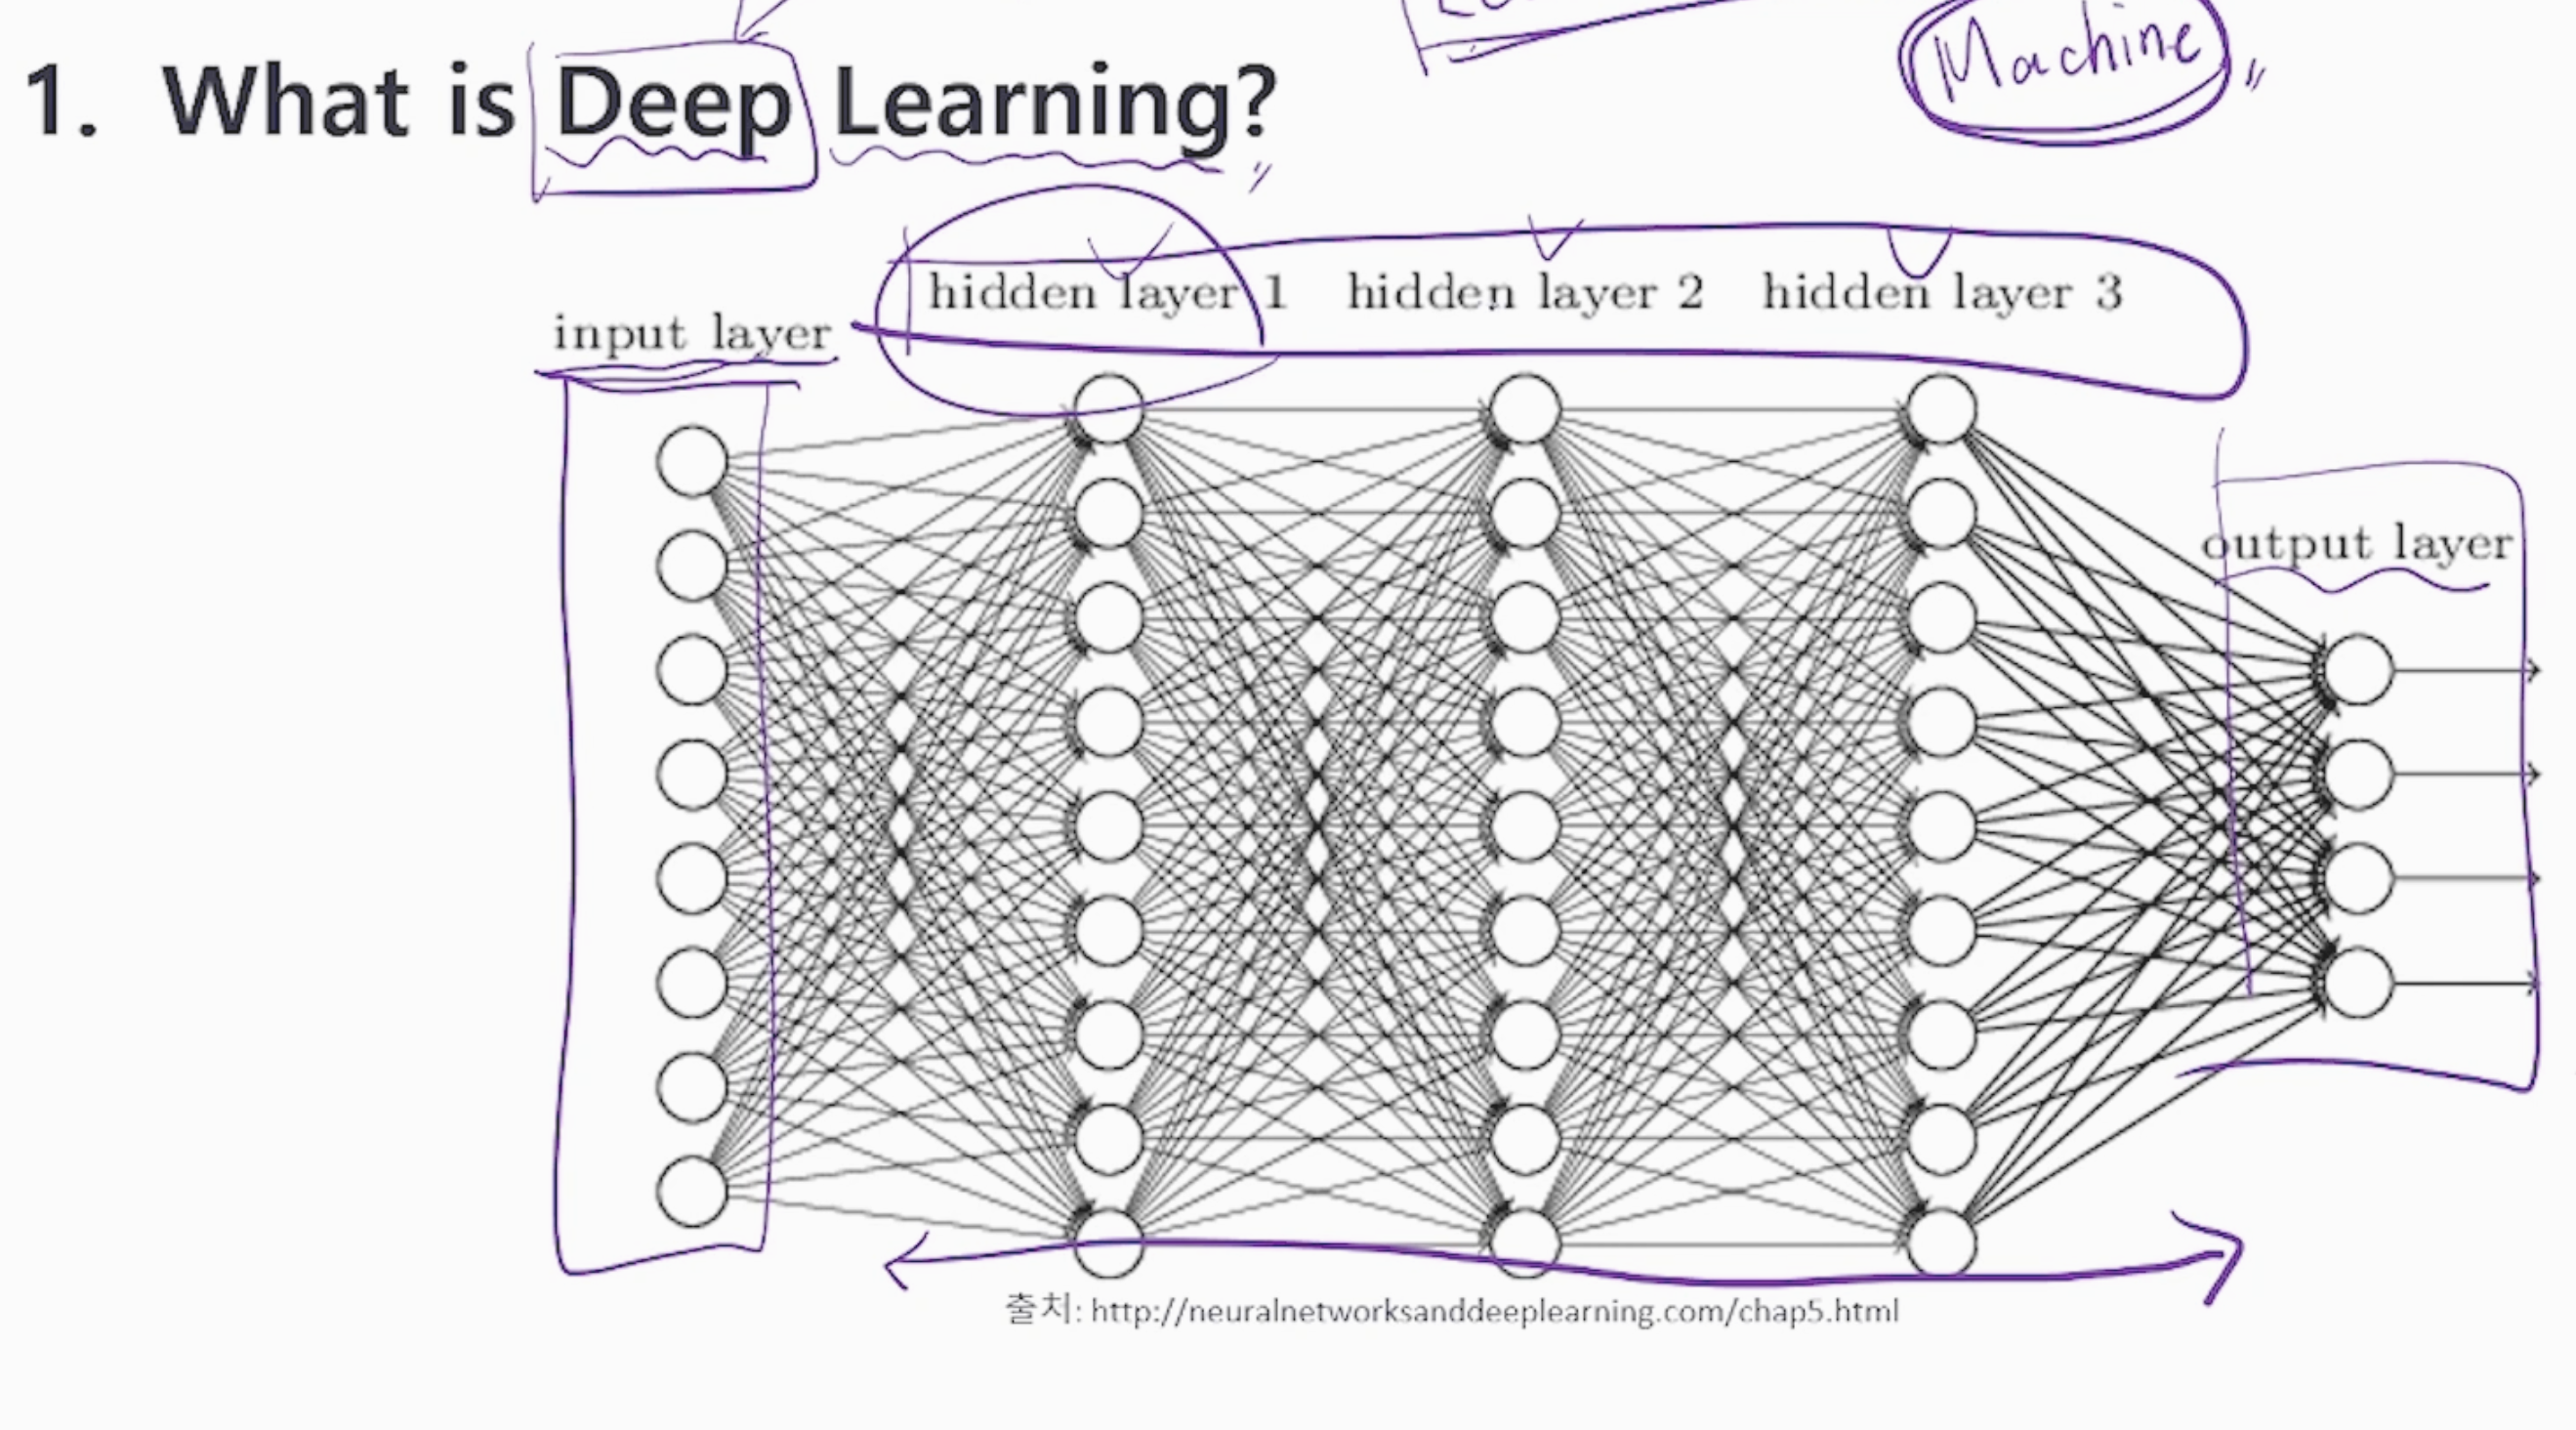 Machine
1. What is Deep Learning?
hidden layer 1 hidden layer 2 hidden layer 3
input layer
output layer
출처: http://neuralnetworksanddeeplearning.com/chap5.html